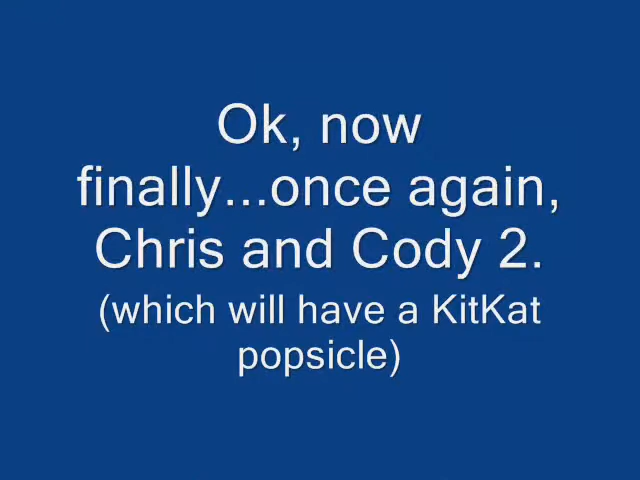 Ok, now
finally...once again,
Chris and Cody 2.
(which will have a KitKat
popsicle)